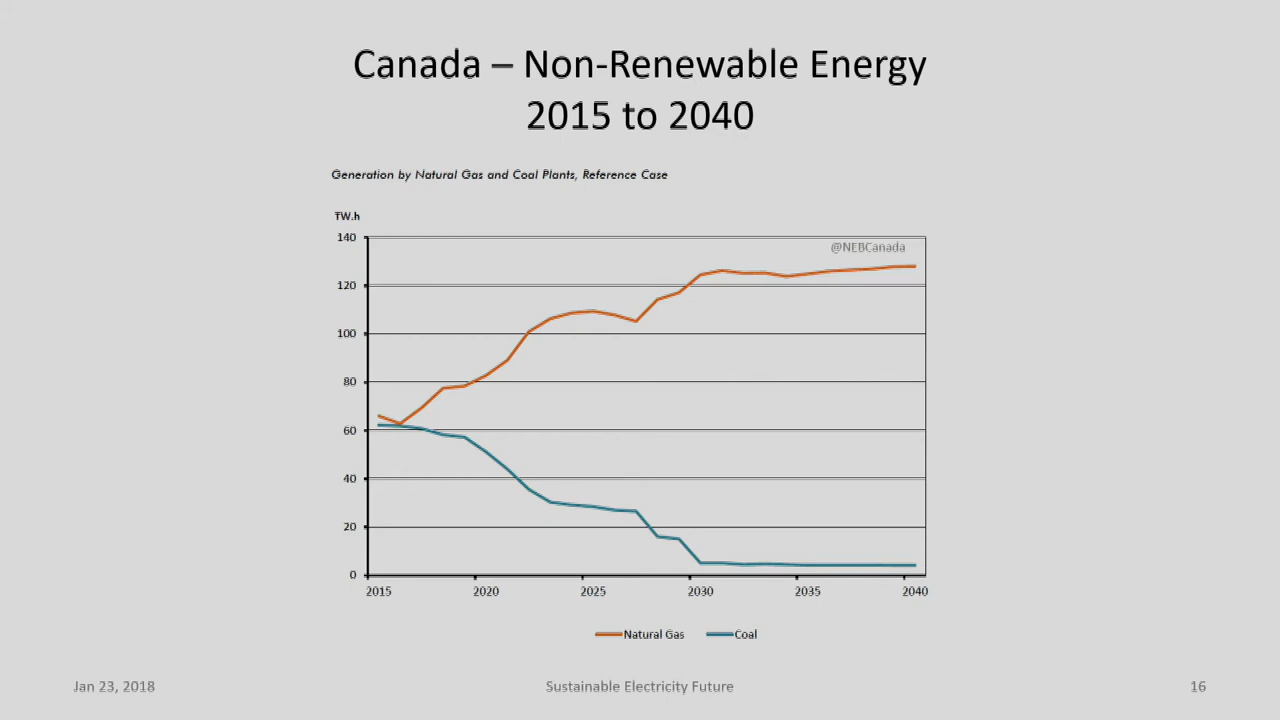 Canada – Non-Renewable Energy
2015 to 2040
Generation by Natural Gas and Coal Plants, Reference Case
TW.h
@NEBCanada
140
120
100
80
60
40
20
0
2015 2020 2025 2030 2035 2040
Natural Gas Coal
Jan 23, 2018 Sustainable Electricity Future 16